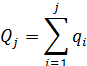 Q_j = \sum_{i=1}^{j} q_i